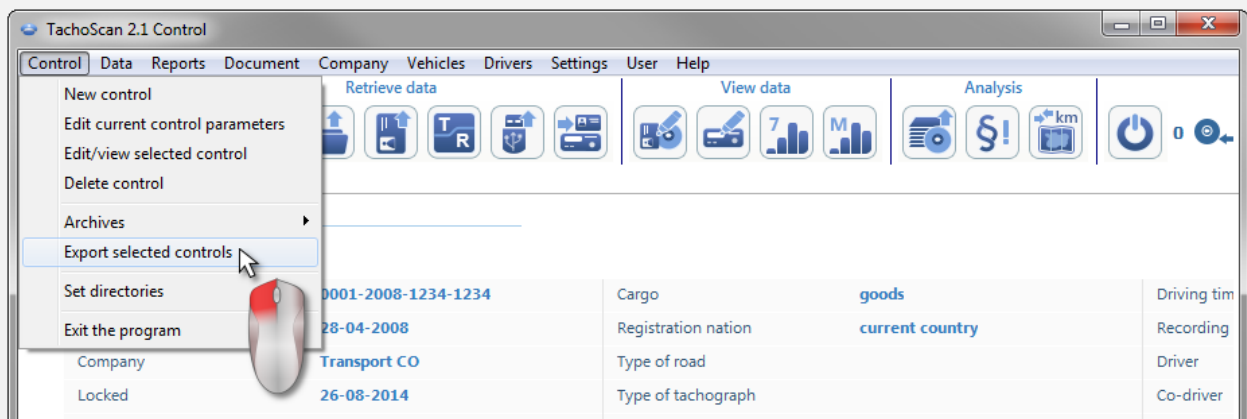 TachoScan 2.1 Control
Control Data Reports Document Company Vehicles Drivers Settings User Help
New control
Edit current control parameters
Edit/view selected control
Delete control
Archives
Export selected controls
Set directories
Exit the program
Retrieve data View data Analysis
T R 7 M §! km 0
0001-2008-1234-1234 Cargo goods Driving tim
28-04-2008 Registration nation current country Recording
Company Transport CO Type of road Driver
Locked 26-08-2014 Type of tachograph Co-driver